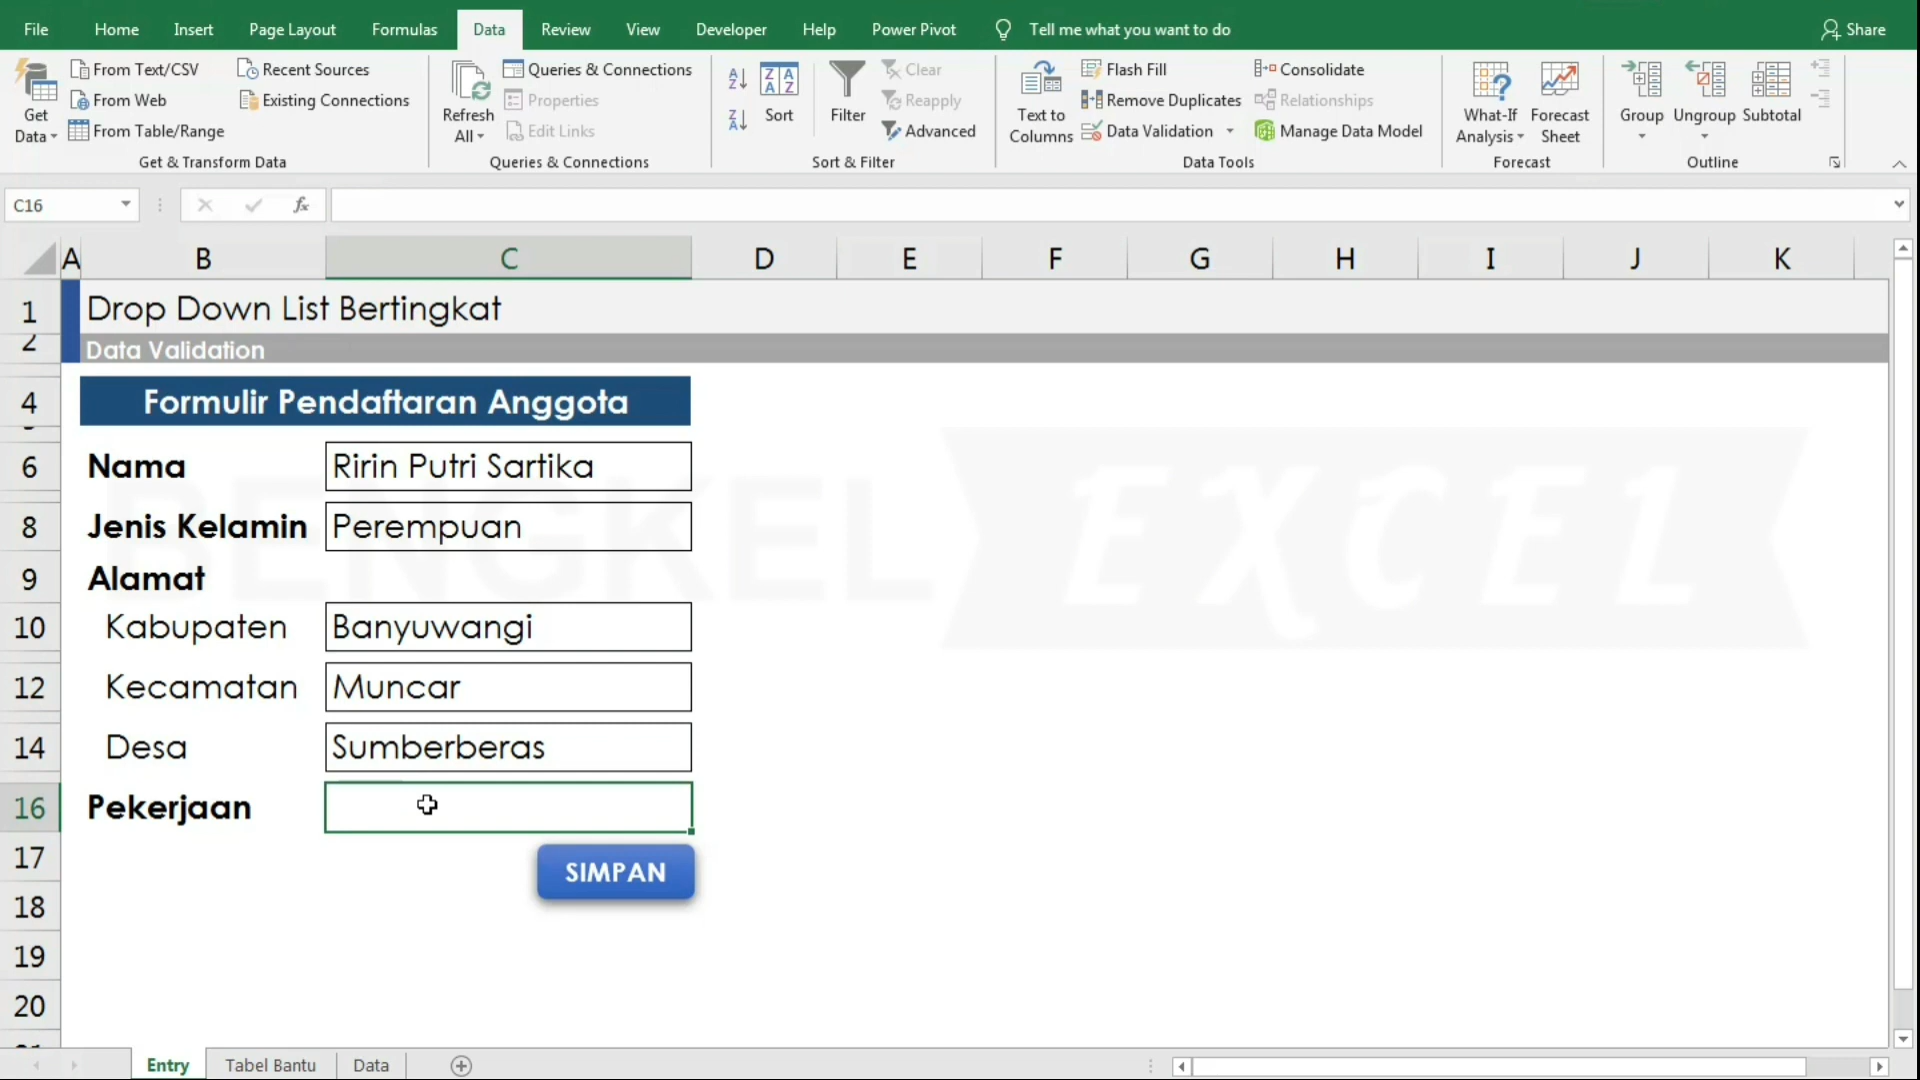 File Home Insert Page Layout Formulas Data Review View Developer Help Power Pivot Tell me what you want to do Share
Get Data
From Text/CSV
From Web
From Table/Range
Recent Sources
Existing Connections
Get & Transform Data
Refresh All
Queries & Connections
Properties
Edit Links
Queries & Connections
Sort
Filter
Clear
Reapply
Advanced
Sort & Filter
Text to Columns
Flash Fill
Remove Duplicates
Data Validation
Consolidate
Relationships
Manage Data Model
Data Tools
What-If Analysis
Forecast Sheet
Forecast
Group
Ungroup
Subtotal
Outline
C16 fx
A B C D E F G H I J K
1 Drop Down List Bertingkat
2 Data Validation
4 Formulir Pendaftaran Anggota
6 Nama Ririn Putri Sartika
8 Jenis Kelamin Perempuan
9 Alamat
10 Kabupaten Banyuwangi
12 Kecamatan Muncar
14 Desa Sumberberas
16 Pekerjaan
17
SIMPAN
18
19
20
BENGKEL EXCEL
Entry Tabel Bantu Data